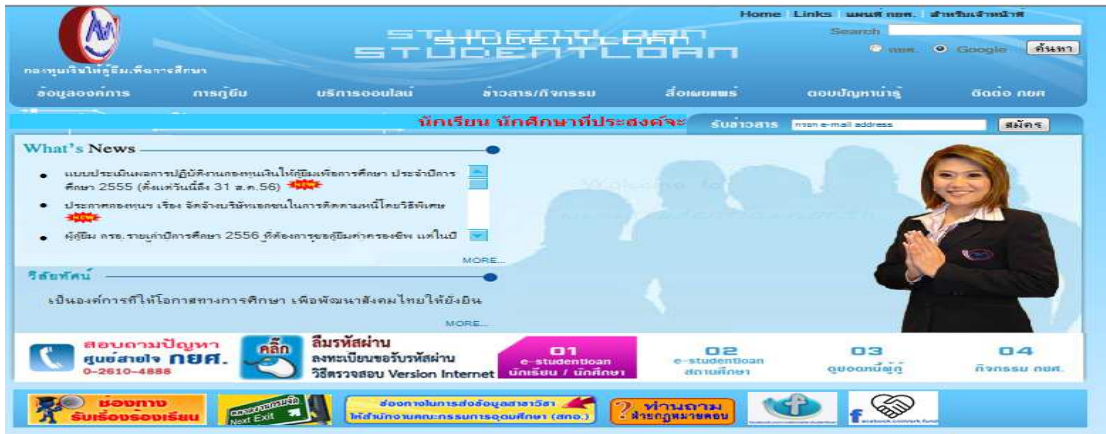 Home Links แผนที่ กยศ. สำหรับเจ้าหน้าที่
STUDENTLOAN
STUDENTLOAN
STUDENTLOAN
Search
กยศ. Google ค้นหา
กองทุนเงินให้กู้ยืมเพื่อการศึกษา
ข้อมูลองค์การ การกู้ยืม บริการออนไลน์ ข่าวสาร/กิจกรรม สื่อเผยแพร่ ตอบปัญหาน่ารู้ ติดต่อ กยศ
นักเรียน นักศึกษาที่ประสงค์จะ รับข่าวสาร กรอก e-mail address สมัคร
What's News
แบบประเมินผลการปฏิบัติงานกองทุนเงินให้กู้ยืมเพื่อการศึกษา ประจำปีการ
ศึกษา 2555 (ตั้งแต่วันนี้ถึง 31 ส.ค.56) NEW
ประกาศกองทุนฯ เรื่อง จัดจ้างบริษัทเอกชนในการติดตามหนี้โดยวิธีพิเศษ
NEW
ผู้กู้ยืม กรอ.รายเก่าปีการศึกษา 2556 ที่ต้องการขอกู้ยืมค่าครองชีพ แต่ในปี
MORE...
Welcome to
วิสัยทัศน์
เป็นองค์การที่ให้โอกาสทางการศึกษา เพื่อพัฒนาสังคมไทยให้ยั่งยืน
MORE...
สอบถามปัญหา
ศูนย์สายใจ กยศ.
0-2610-4888
คลิ๊ก
ลืมรหัสผ่าน
ลงทะเบียนขอรับรหัสผ่าน
วิธีตรวจสอบ Version Internet
01
e-studentloan
นักเรียน / นักศึกษา
02
e-studentloan
สถานศึกษา
03
ดูยอดหนี้ผู้กู้
04
กิจกรรม กยศ.
ช่องทาง
รับเรื่องร้องเรียน
Next Exit
ช่องทางในการส่งข้อมูลสาขาวิชา
ให้สำนักงานคณะกรรมการอุดมศึกษา (สกอ.)
? ท่านถาม
ฝ่ายกฎหมายตอบ